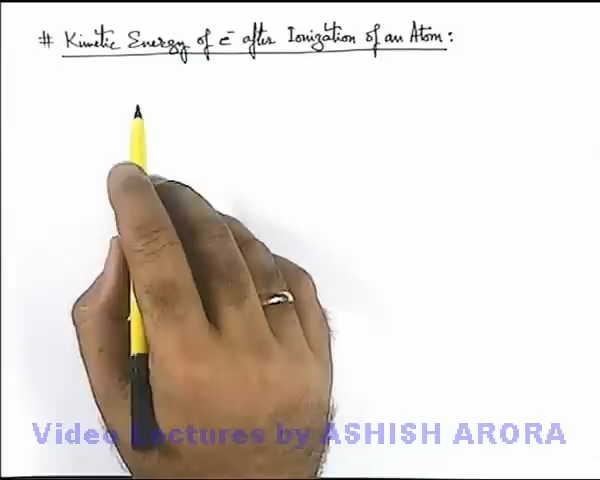 # Kinetic Energy of e⁻ after Ionization of an Atom:
Video Lectures by ASHISH ARORA